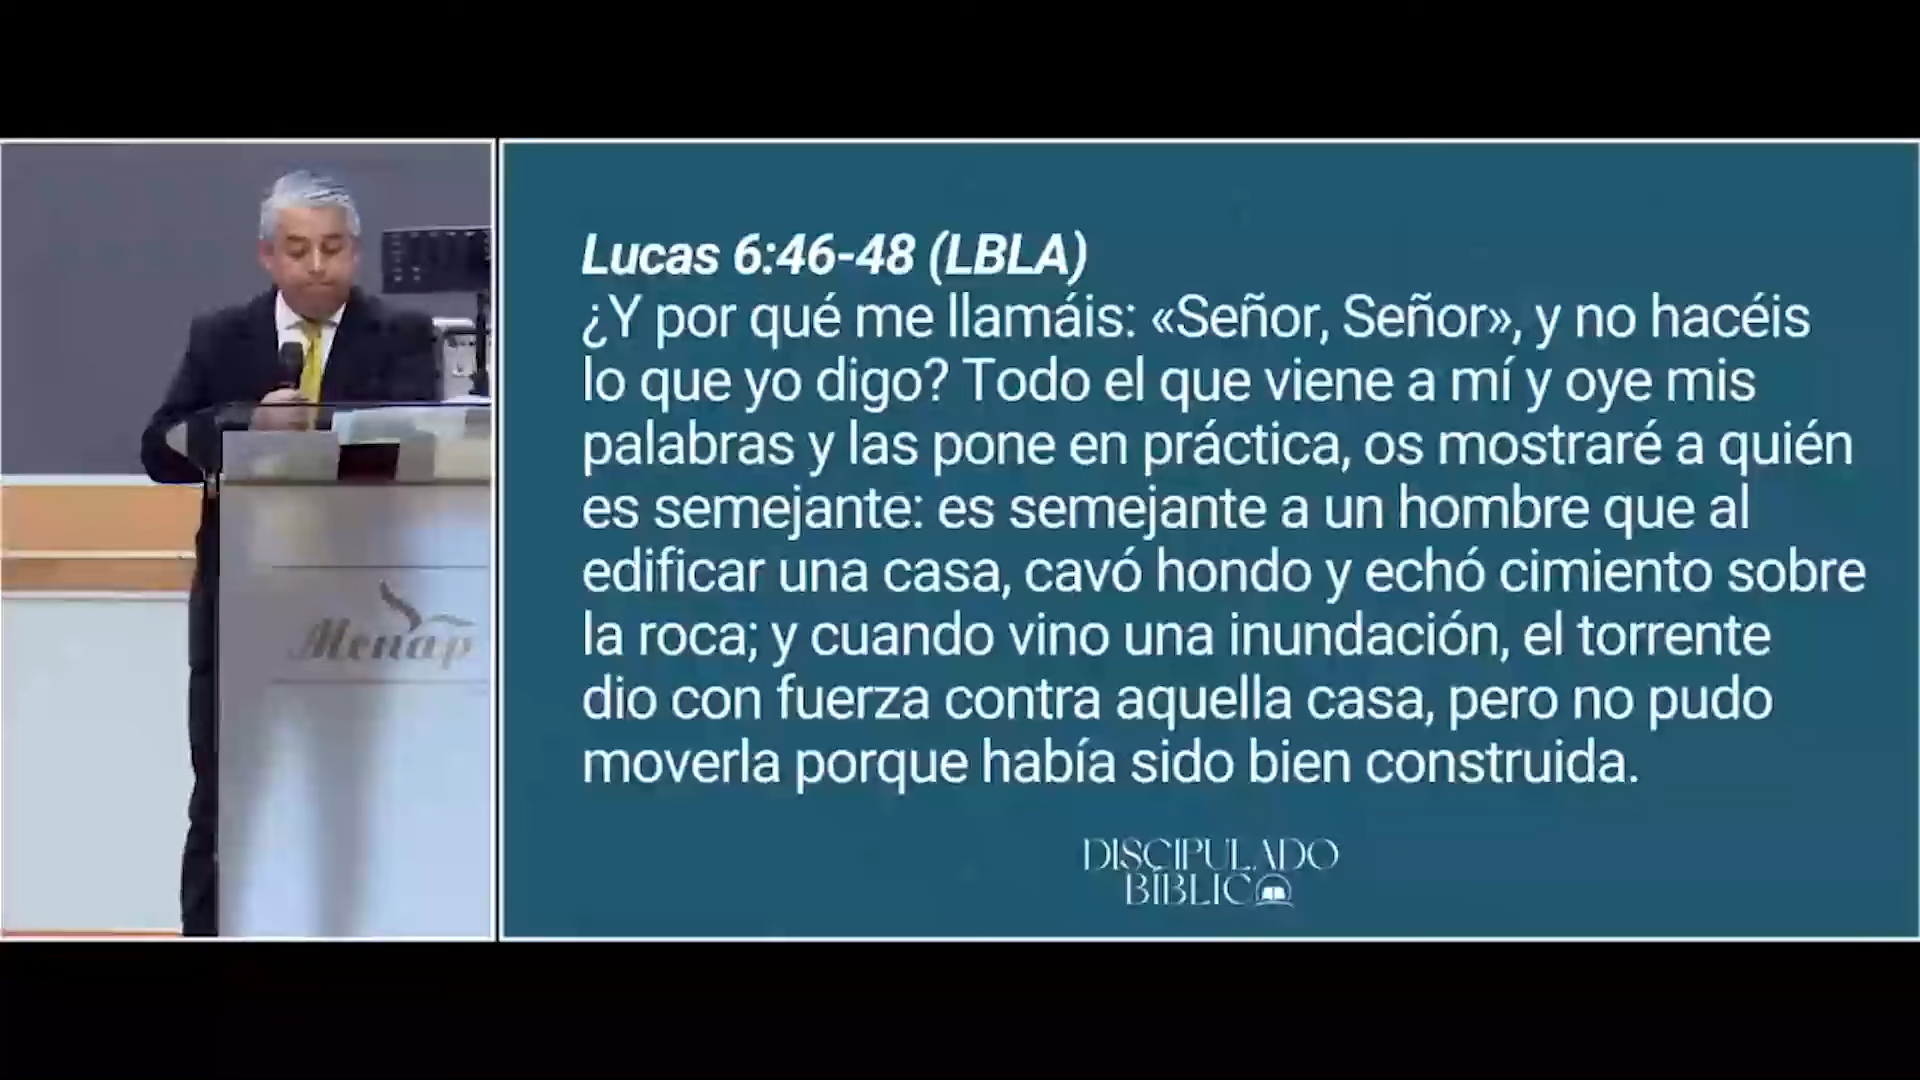 Lucas 6:46-48 (LBLA)
¿Y por qué me llamáis: «Señor, Señor», y no hacéis
lo que yo digo? Todo el que viene a mí y oye mis
palabras y las pone en práctica, os mostraré a quién
es semejante: es semejante a un hombre que al
edificar una casa, cavó hondo y echó cimiento sobre
la roca; y cuando vino una inundación, el torrente
dio con fuerza contra aquella casa, pero no pudo
moverla porque había sido bien construida.
DISCIPULADO
BÍBLICO
Menap